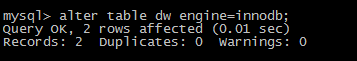 mysql> alter table dw engine=innodb;
Query OK, 2 rows affected (0.01 sec)
Records: 2  Duplicates: 0  Warnings: 0